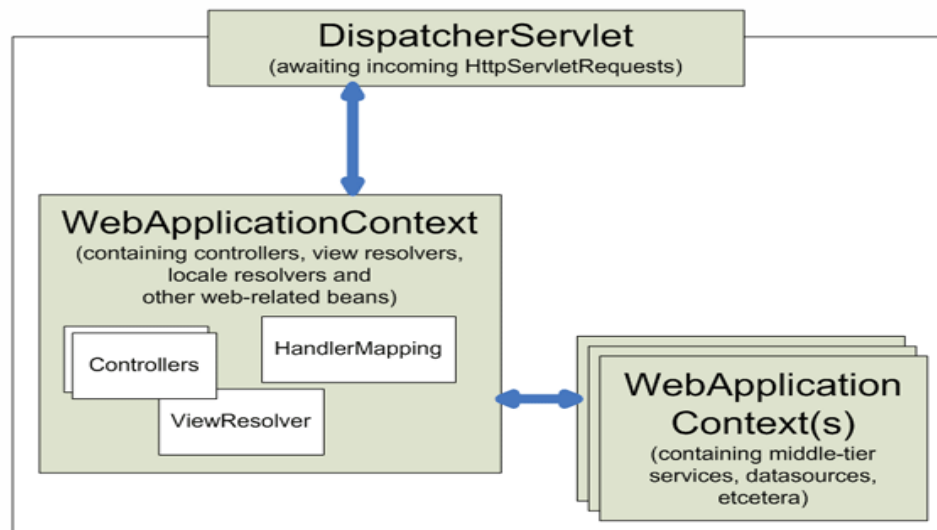 DispatcherServlet
(awaiting incoming HttpServletRequests)
WebApplicationContext
(containing controllers, view resolvers,
locale resolvers and
other web-related beans)
Controllers
HandlerMapping
ViewResolver
WebApplication
Context(s)
(containing middle-tier
services, datasources,
etcetera)